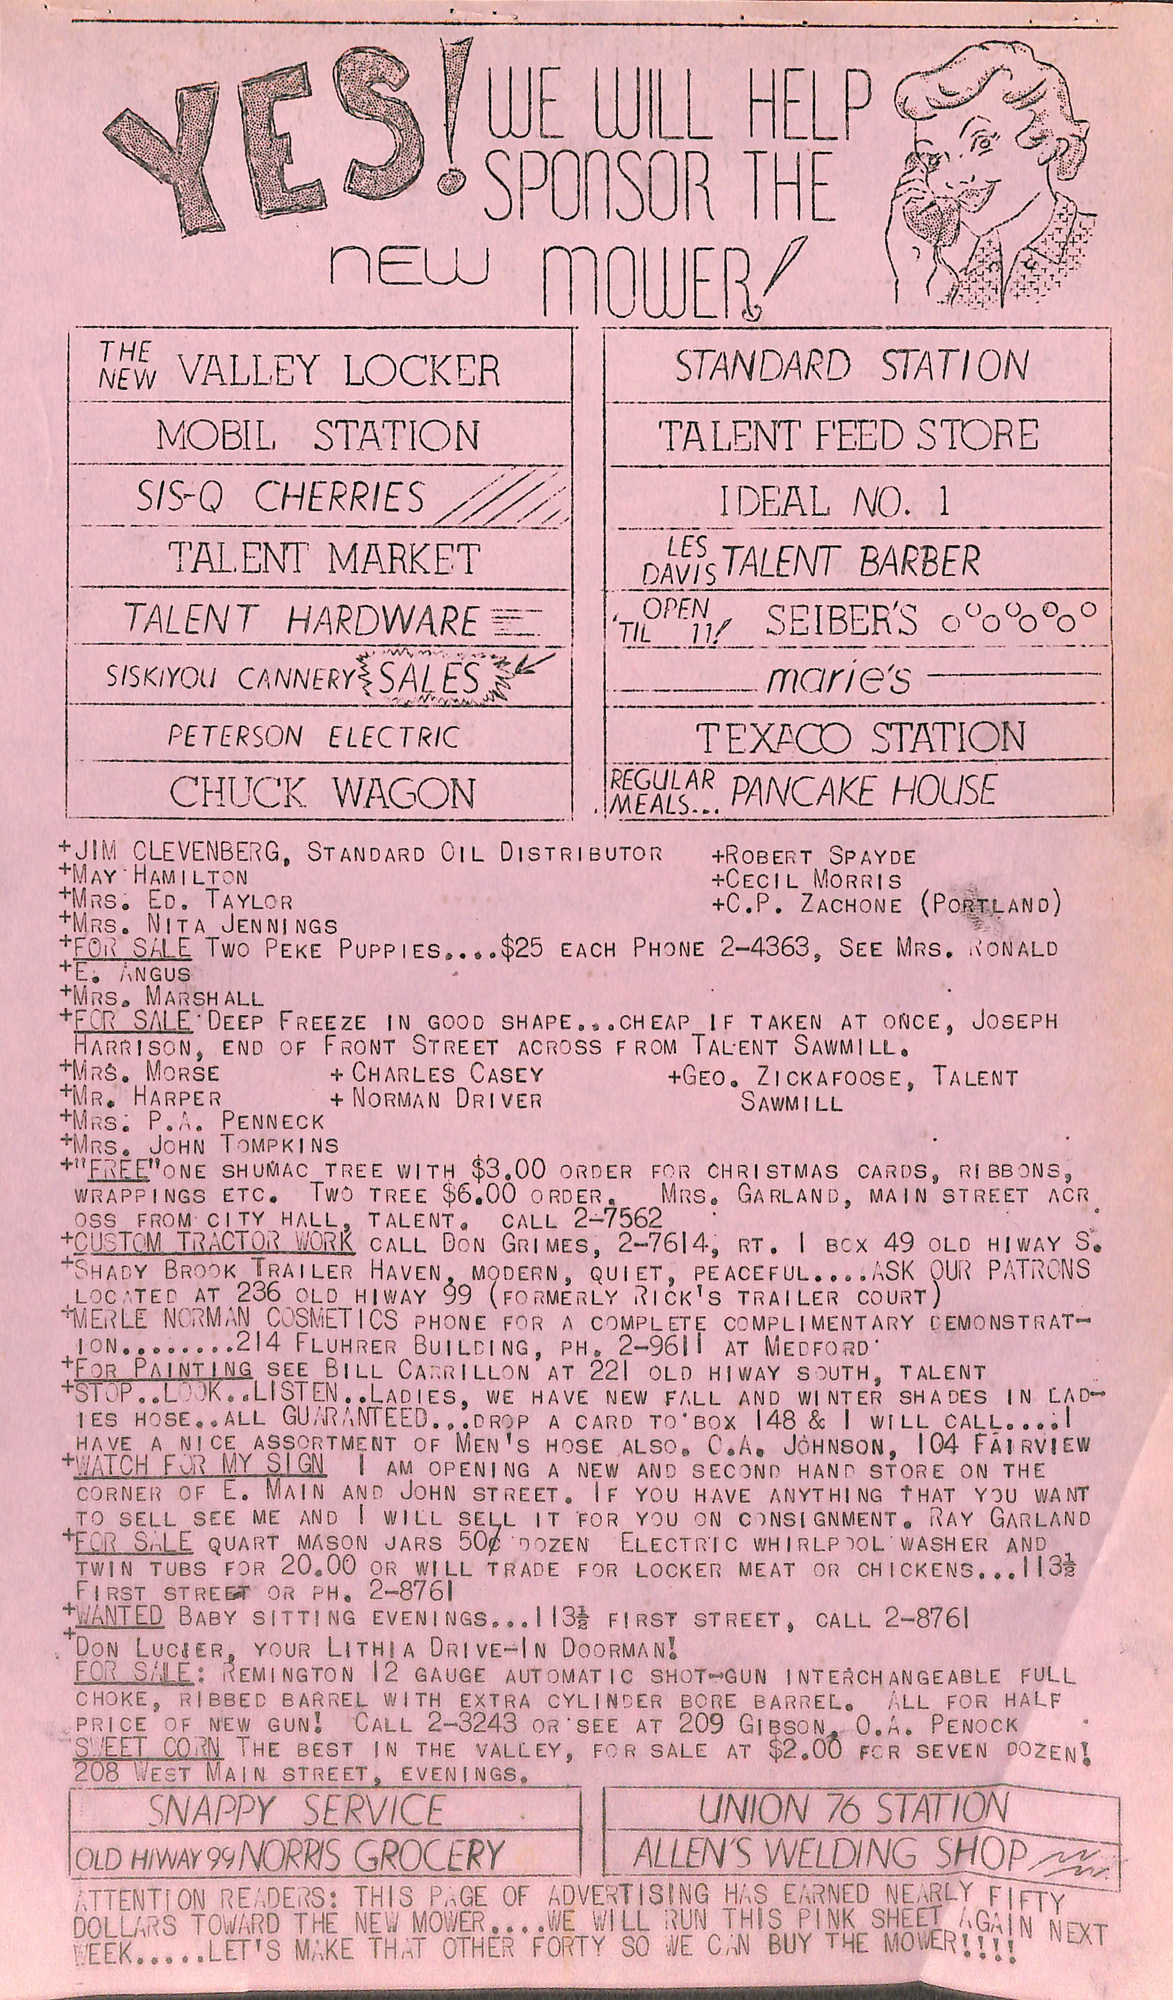 YES! WE WILL HELP
SPONSOR THE
NEW MOWER!
THE NEW VALLEY LOCKER
MOBIL STATION
SIS-Q CHERRIES
TALENT MARKET
TALENT HARDWARE
SISKIYOU CANNERY SALES
PETERSON ELECTRIC
CHUCK WAGON
STANDARD STATION
TALENT FEED STORE
IDEAL NO. 1
LES DAVIS TALENT BARBER
OPEN 'TIL 11! SEIBER'S
marie's
TEXACO STATION
REGULAR MEALS... PANCAKE HOUSE
+JIM CLEVENBERG, STANDARD OIL DISTRIBUTOR +ROBERT SPAYDE
+MAY HAMILTON +CECIL MORRIS
+MRS. ED. TAYLOR +C.P. ZACHONE (PORTLAND)
+MRS. NITA JENNINGS
+FOR SALE TWO PEKE PUPPIES....$25 EACH PHONE 2-4363, SEE MRS. RONALD
+E. ANGUS
+MRS. MARSHALL
+FOR SALE DEEP FREEZE IN GOOD SHAPE...CHEAP IF TAKEN AT ONCE, JOSEPH
HARRISON, END OF FRONT STREET ACROSS FROM TALENT SAWMILL.
+MRS. MORSE + CHARLES CASEY +GEO. ZICKAFOOSE, TALENT
+MR. HARPER + NORMAN DRIVER SAWMILL
+MRS. P.A. PENNECK
+MRS. JOHN TOMPKINS
+"FREE" ONE SHUMAC TREE WITH $3.00 ORDER FOR CHRISTMAS CARDS, RIBBONS,
WRAPPINGS ETC. TWO TREE $6.00 ORDER. MRS. GARLAND, MAIN STREET ACR
OSS FROM CITY HALL, TALENT. CALL 2-7562
+CUSTOM TRACTOR WORK CALL DON GRIMES, 2-7614, RT. 1 BOX 49 OLD HIWAY S.
+SHADY BROOK TRAILER HAVEN, MODERN, QUIET, PEACEFUL....ASK OUR PATRONS
LOCATED AT 236 OLD HIWAY 99 (FORMERLY RICK'S TRAILER COURT)
+MERLE NORMAN COSMETICS PHONE FOR A COMPLETE COMPLIMENTARY DEMONSTRAT-
ION........214 FLUHRER BUILDING, PH. 2-9611 AT MEDFORD
+FOR PAINTING SEE BILL CARRILLON AT 221 OLD HIWAY SOUTH, TALENT
+STOP..LOOK..LISTEN..LADIES, WE HAVE NEW FALL AND WINTER SHADES IN LAD-
IES HOSE..ALL GUARANTEED...DROP A CARD TO BOX 148 & I WILL CALL....I
HAVE A NICE ASSORTMENT OF MEN'S HOSE ALSO. O.A. JOHNSON, 104 FAIRVIEW
+WATCH FOR MY SIGN I AM OPENING A NEW AND SECOND HAND STORE ON THE
CORNER OF E. MAIN AND JOHN STREET. IF YOU HAVE ANYTHING THAT YOU WANT
TO SELL SEE ME AND I WILL SELL IT FOR YOU ON CONSIGNMENT. RAY GARLAND
+FOR SALE QUART MASON JARS 50¢ DOZEN ELECTRIC WHIRLPOOL WASHER AND
TWIN TUBS FOR 20.00 OR WILL TRADE FOR LOCKER MEAT OR CHICKENS...113½
FIRST STREET OR PH. 2-8761
+WANTED BABY SITTING EVENINGS...113½ FIRST STREET, CALL 2-8761
+DON LUCIER, YOUR LITHIA DRIVE-IN DOORMAN!
FOR SALE: REMINGTON 12 GAUGE AUTOMATIC SHOT-GUN INTERCHANGEABLE FULL
CHOKE, RIBBED BARREL WITH EXTRA CYLINDER BORE BARREL. ALL FOR HALF
PRICE OF NEW GUN! CALL 2-3243 OR SEE AT 209 GIBSON, O.A. PENOCK
SWEET CORN THE BEST IN THE VALLEY, FOR SALE AT $2.00 FOR SEVEN DOZEN!
208 WEST MAIN STREET, EVENINGS.
SNAPPY SERVICE
OLD HIWAY 99 NORRIS GROCERY
UNION 76 STATION
ALLEN'S WELDING SHOP
ATTENTION READERS: THIS PAGE OF ADVERTISING HAS EARNED NEARLY FIFTY
DOLLARS TOWARD THE NEW MOWER....WE WILL RUN THIS PINK SHEET AGAIN NEXT
WEEK.....LET'S MAKE THAT OTHER FORTY SO WE CAN BUY THE MOWER!!!!